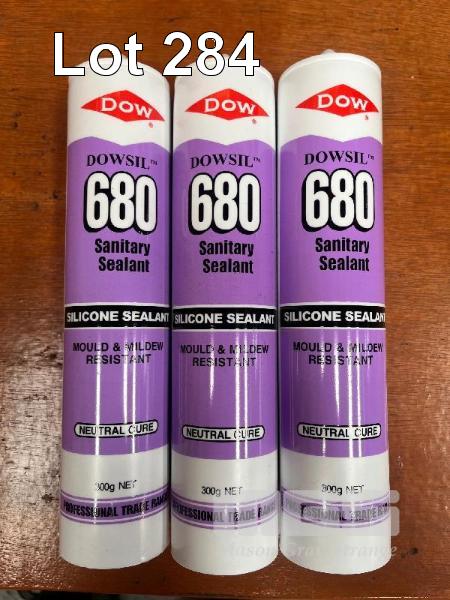 Lot 284
DOW
DOWSIL™
680
Sanitary
Sealant
SILICONE SEALANT
MOULD & MILDEW
RESISTANT
NEUTRAL CURE
300g NET
PROFESSIONAL TRADE RANGE
DOW
DOWSIL™
680
Sanitary
Sealant
SILICONE SEALANT
MOULD & MILDEW
RESISTANT
NEUTRAL CURE
300g NET
PROFESSIONAL TRADE RANGE
DOW
DOWSIL™
680
Sanitary
Sealant
SILICONE SEALANT
MOULD & MILDEW
RESISTANT
NEUTRAL CURE
300g NET
PROFESSIONAL TRADE